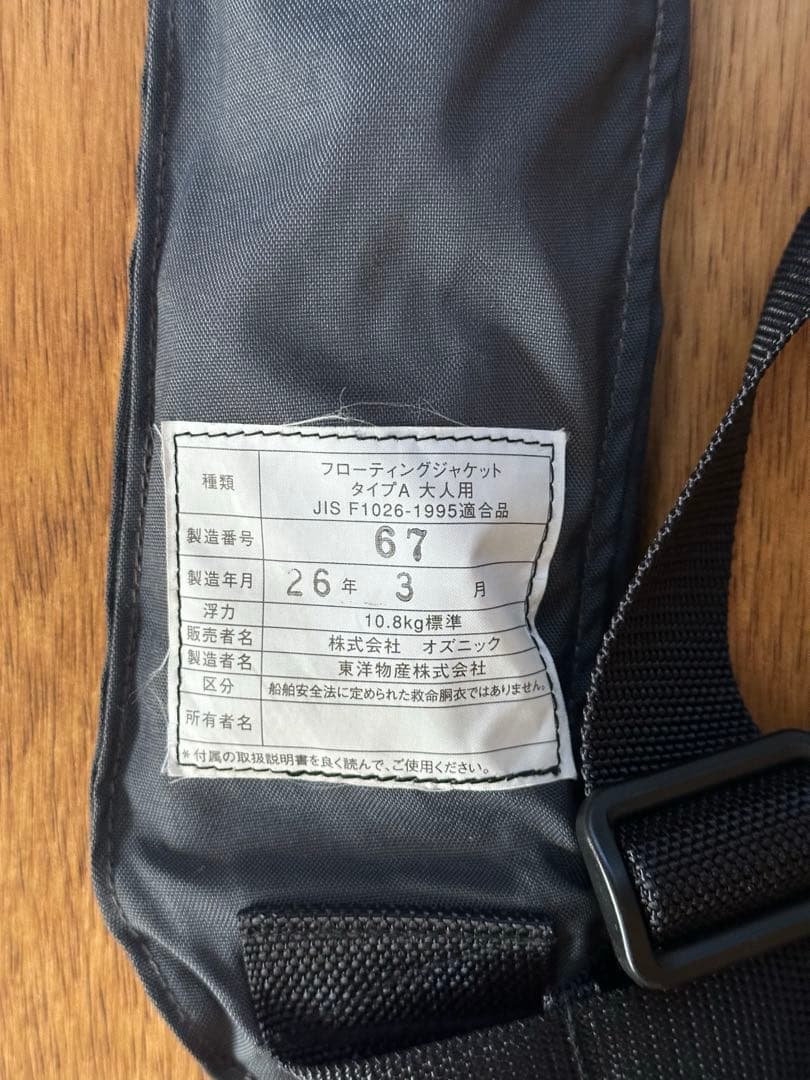 種類 フローティングジャケット
タイプA 大人用
JIS F1026-1995適合品
製造番号 67
製造年月 26年 3月
浮力 10.8kg標準
販売者名 株式会社 オズニック
製造者名 東洋物産株式会社
区分 船舶安全法に定められた救命胴衣ではありません。
所有者名
*付属の取扱説明書を良く読んで、ご使用ください。